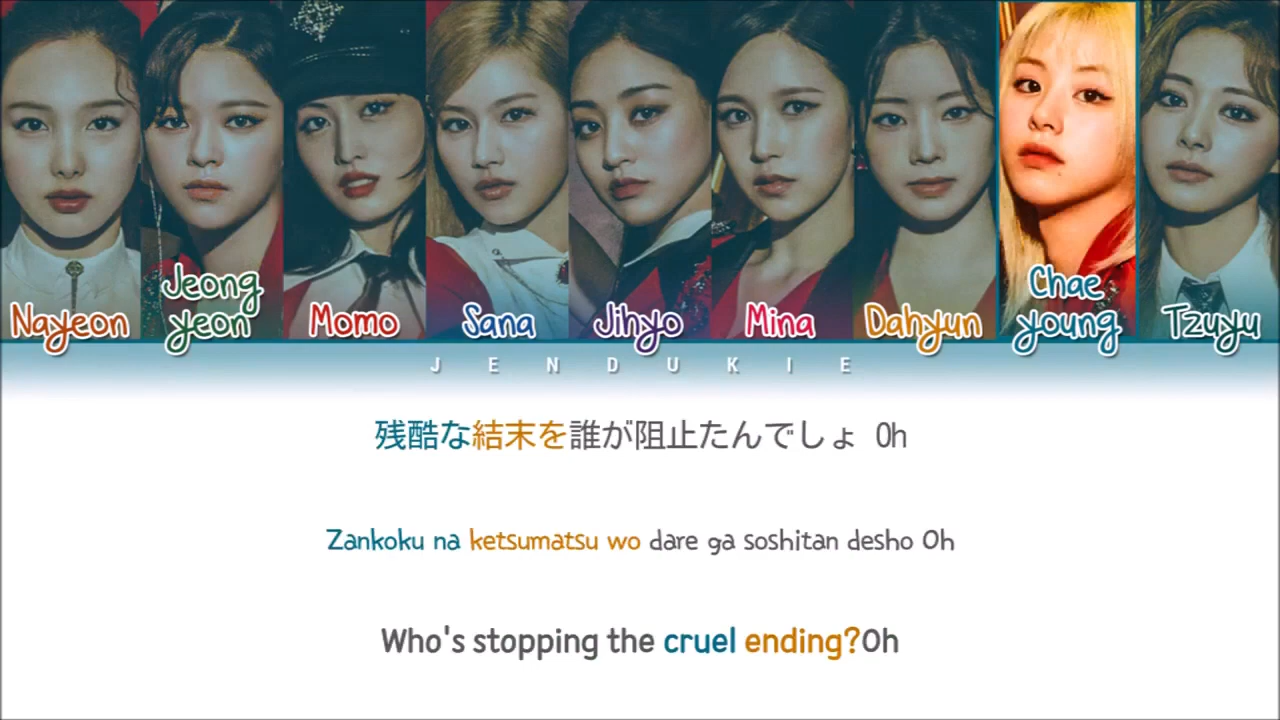 Nayeon
Jeong
yeon
Momo
Sana
Jihyo
Mina
Dahyun
Chae
young
Tzuyu
JENDUKIE
残酷な結末を誰が阻止たんでしょ Oh
Zankoku na ketsumatsu wo dare ga soshitan desho Oh
Who's stopping the cruel ending?Oh